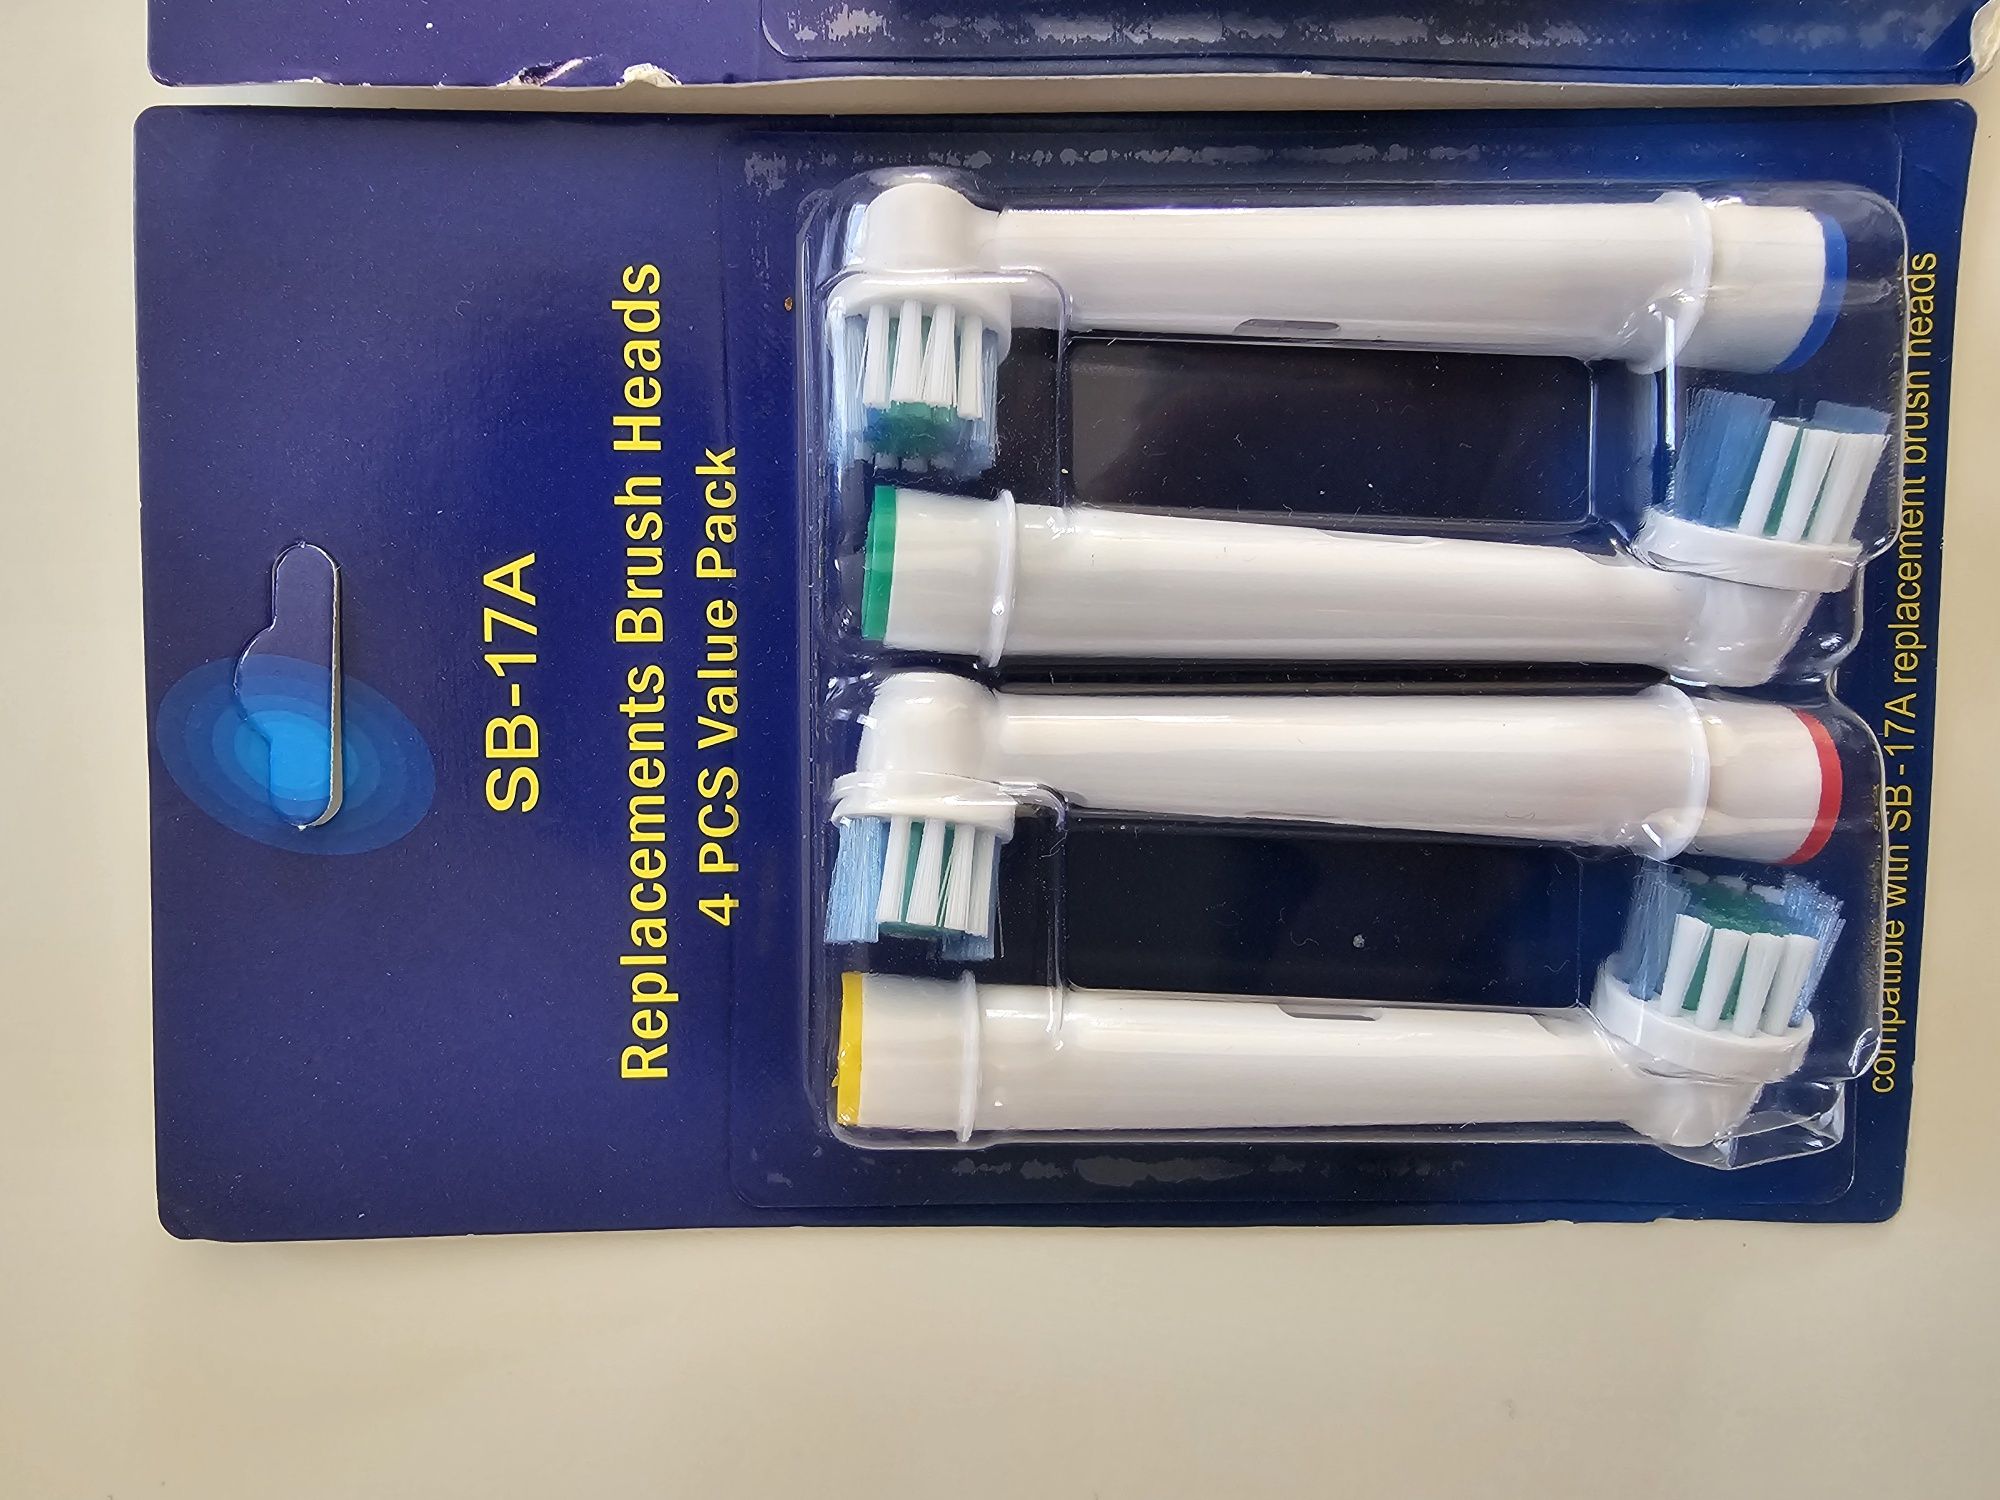 SB-17A
Replacements Brush Heads
4 PCS Value Pack
compatible with SB-17A replacement brush heads